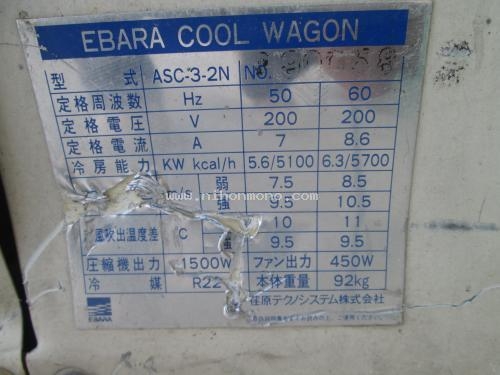 EBARA COOL WAGON
型 式 ASC-3-2N NO.
定格周波数 Hz 50 60
定格電圧 V 200 200
定格電流 A 7 8.6
冷房能力 KW kcal/h 5.6/5100 6.3/5700
m/s 弱 7.5 8.5
強 9.5 10.5
www.nihonmono.com
風吹出温度差 °C 10 11
強 9.5 9.5
圧縮機出力 1500W ファン出力 450W
冷 媒 R22 本体重量 92kg
EBARA 荏原テクノシステム株式会社